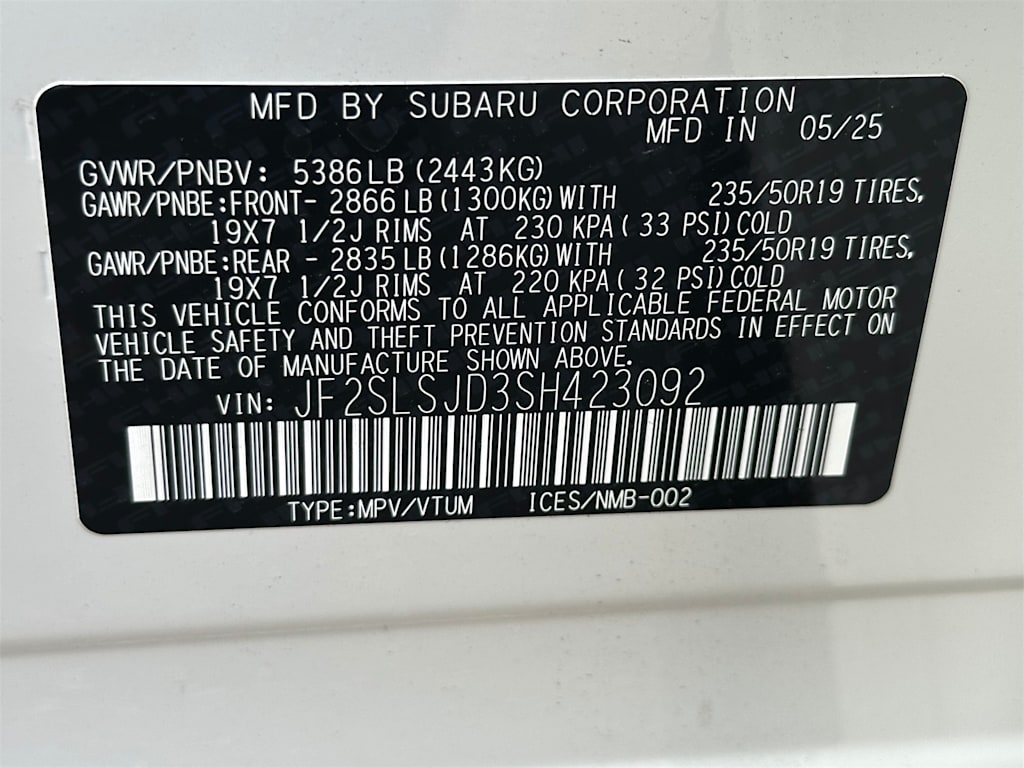 MFD BY SUBARU CORPORATION
MFD IN 05/25
GVWR/PNBV: 5386LB (2443KG)
GAWR/PNBE:FRONT- 2866 LB (1300KG) WITH 235/50R19 TIRES,
19X7 1/2J RIMS AT 230 KPA ( 33 PSI) COLD
GAWR/PNBE:REAR - 2835 LB (1286KG) WITH 235/50R19 TIRES,
19X7 1/2J RIMS AT 220 KPA ( 32 PSI) COLD
THIS VEHICLE CONFORMS TO ALL APPLICABLE FEDERAL MOTOR
VEHICLE SAFETY AND THEFT PREVENTION STANDARDS IN EFFECT ON
THE DATE OF MANUFACTURE SHOWN ABOVE.
VIN: JF2SLSJD3SH423092
TYPE:MPV/VTUM ICES/NMB-002